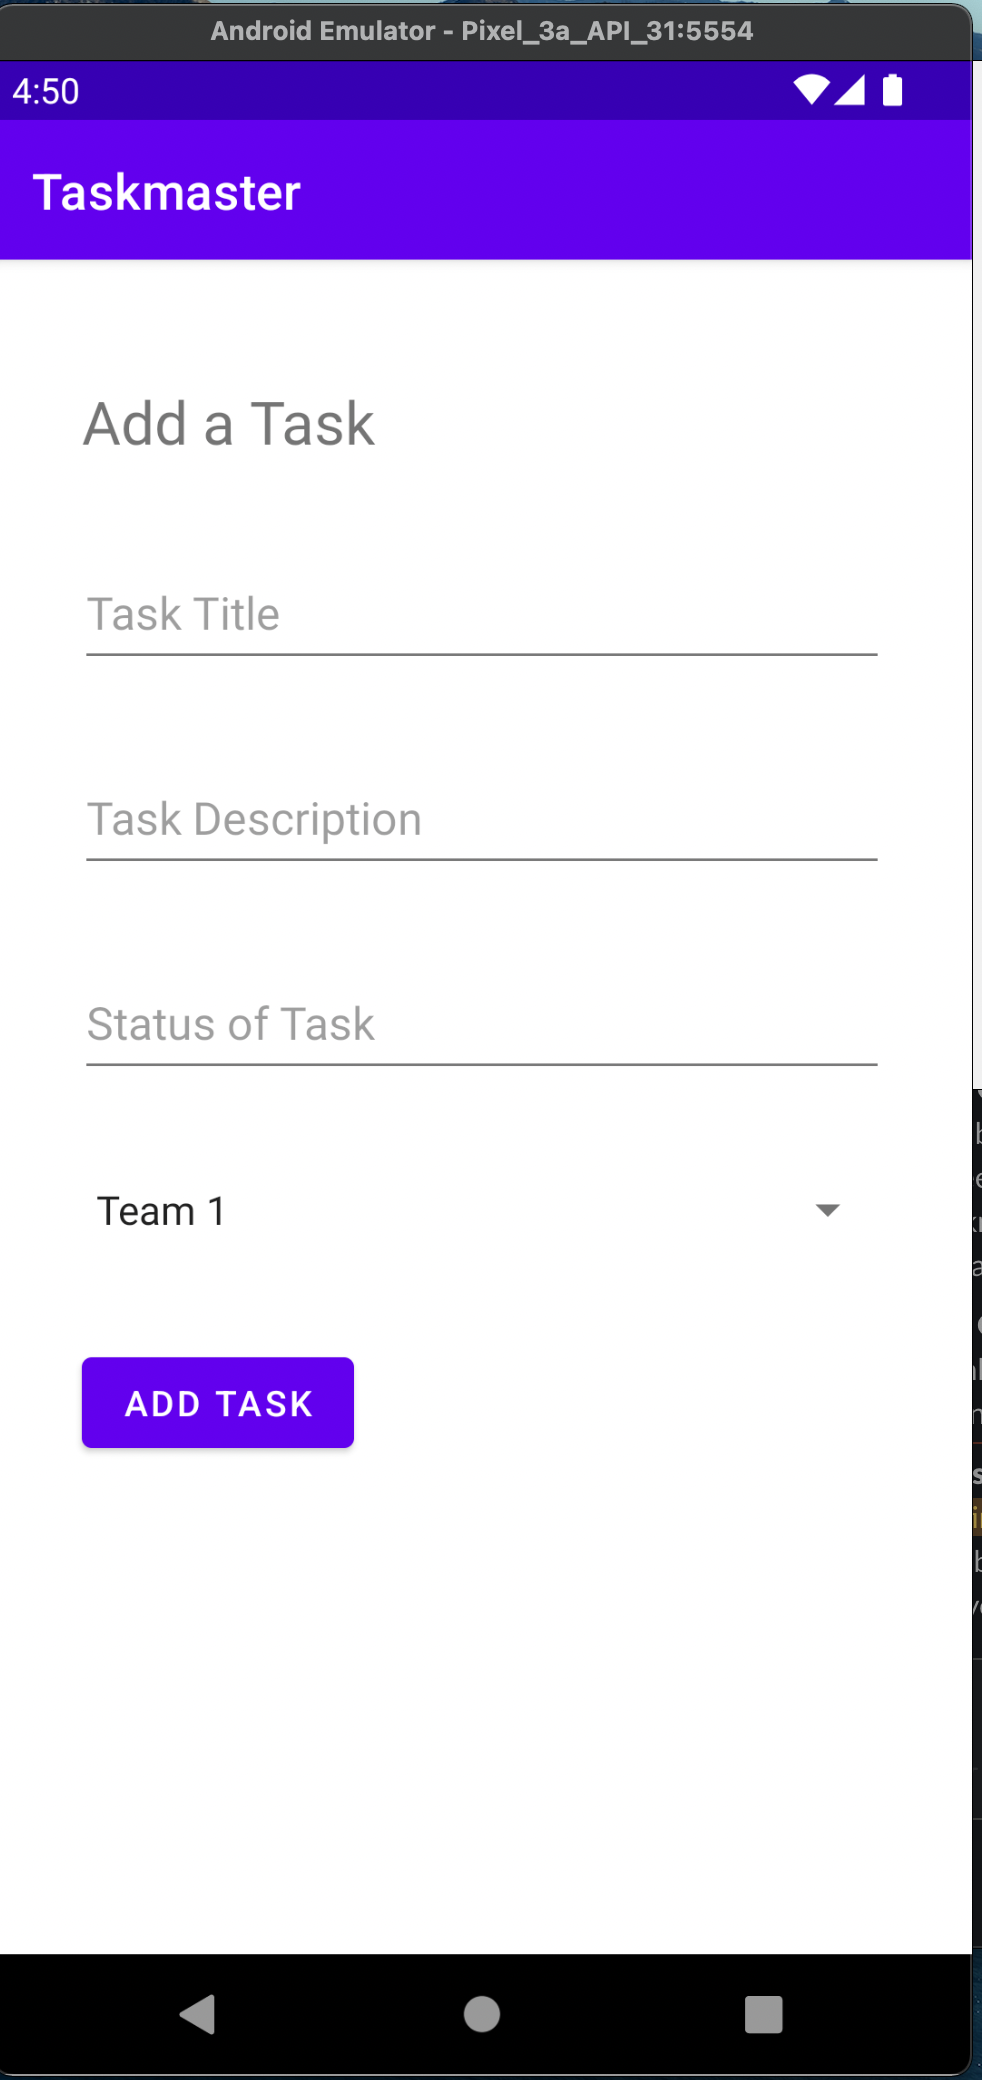 Android Emulator - Pixel_3a_API_31:5554
4:50
Taskmaster
Add a Task
Task Title
Task Description
Status of Task
Team 1
ADD TASK